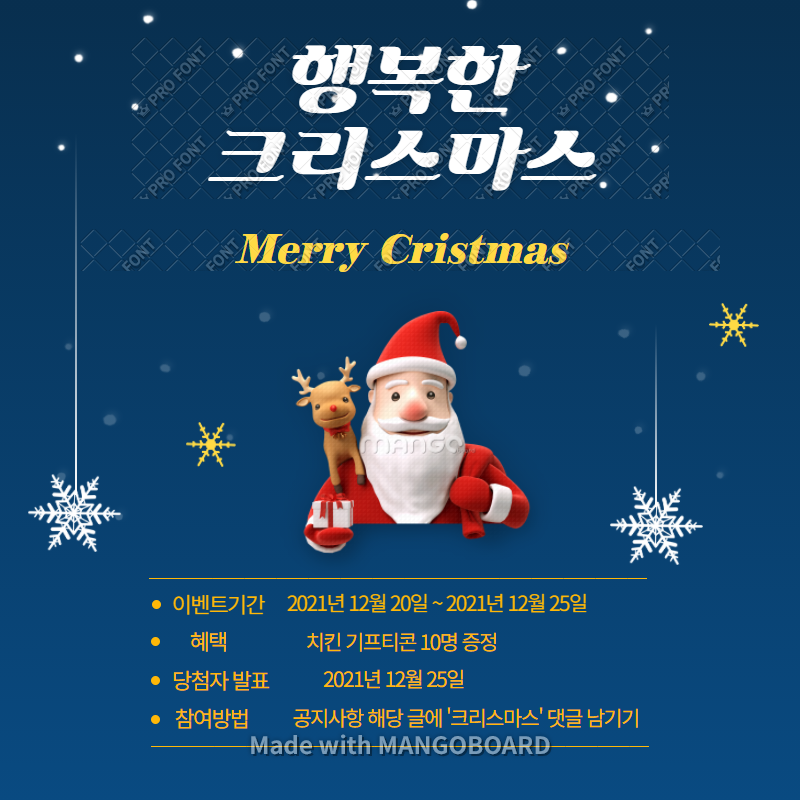 행복한
크리스마스
Merry Cristmas
● 이벤트기간 2021년 12월 20일 ~ 2021년 12월 25일
● 혜택 치킨 기프티콘 10명 증정
● 당첨자 발표 2021년 12월 25일
● 참여방법 공지사항 해당 글에 '크리스마스' 댓글 남기기
Made with MANGOBOARD
PRO FONT
MANGO